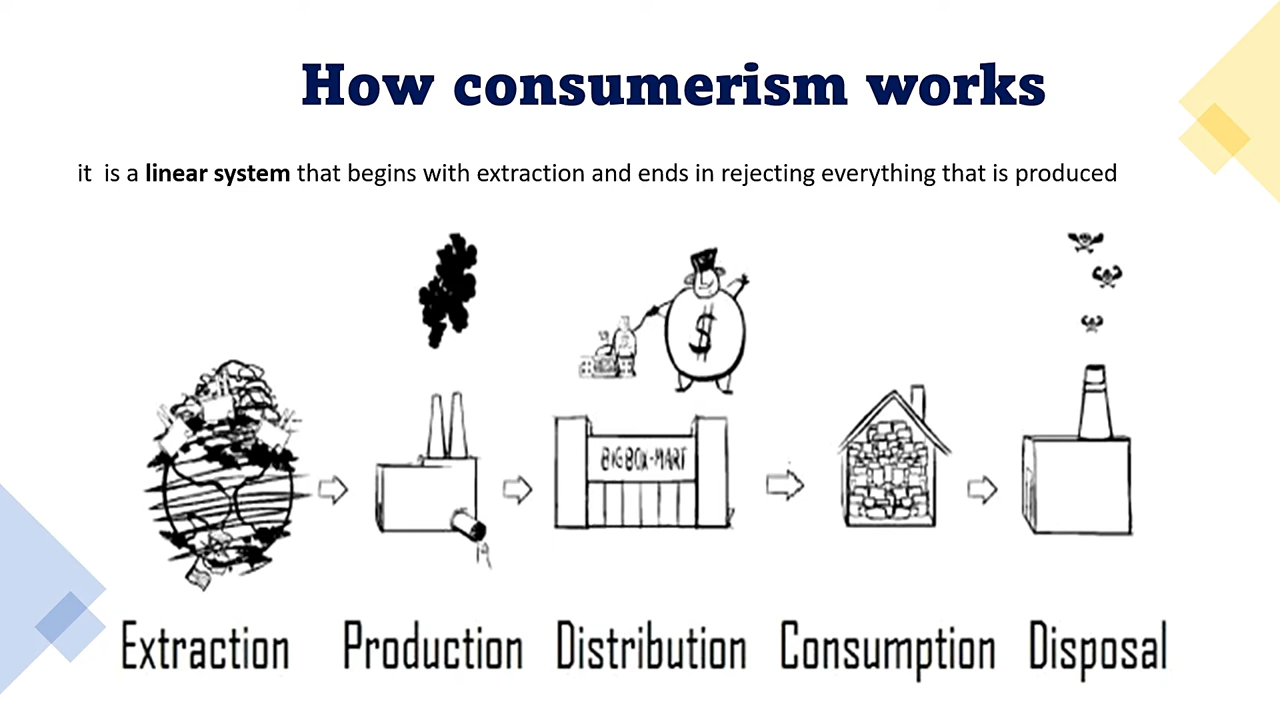 How consumerism works
it is a linear system that begins with extraction and ends in rejecting everything that is produced
$
BIGBOX-MART
Extraction Production Distribution Consumption Disposal